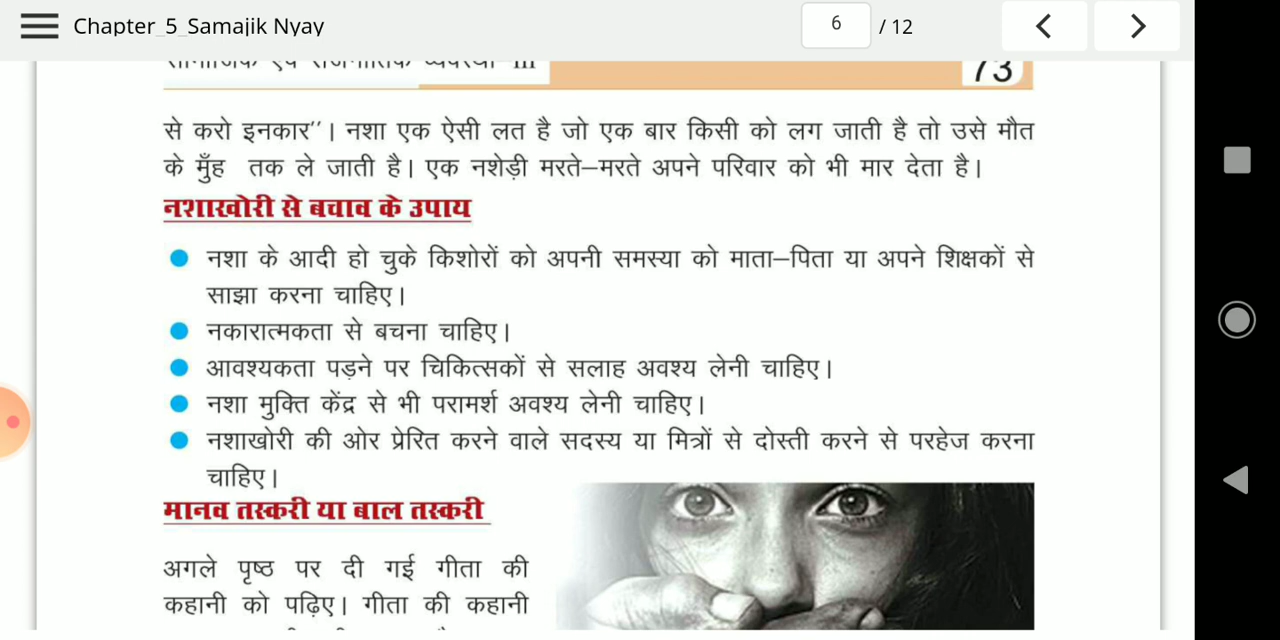 Chapter_5_Samajik Nyay
6 / 12
73
से करो इनकार’’। नशा एक ऐसी लत है जो एक बार किसी को लग जाती है तो उसे मौत
के मुँह तक ले जाती है। एक नशेड़ी मरते–मरते अपने परिवार को भी मार देता है।
नशाखोरी से बचाव के उपाय
● नशा के आदी हो चुके किशोरों को अपनी समस्या को माता–पिता या अपने शिक्षकों से
साझा करना चाहिए।
● नकारात्मकता से बचना चाहिए।
● आवश्यकता पड़ने पर चिकित्सकों से सलाह अवश्य लेनी चाहिए।
● नशा मुक्ति केंद्र से भी परामर्श अवश्य लेनी चाहिए।
● नशाखोरी की ओर प्रेरित करने वाले सदस्य या मित्रों से दोस्ती करने से परहेज करना
चाहिए।
मानव तस्करी या बाल तस्करी
अगले पृष्ठ पर दी गई गीता की
कहानी को पढ़िए। गीता की कहानी